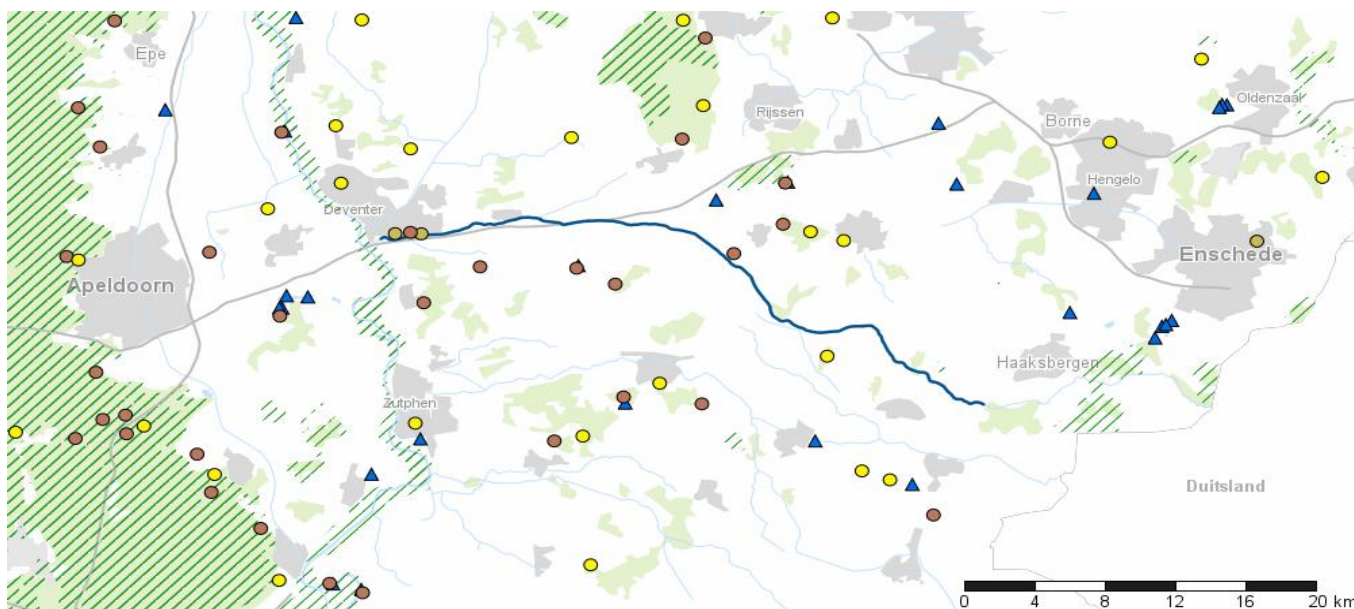 Epe
Rijssen
Oldenzaal
Borne
Hengelo
Deventer
Enschede
Apeldoorn
Haaksbergen
Zutphen
Duitsland
0 4 8 12 16 20 km